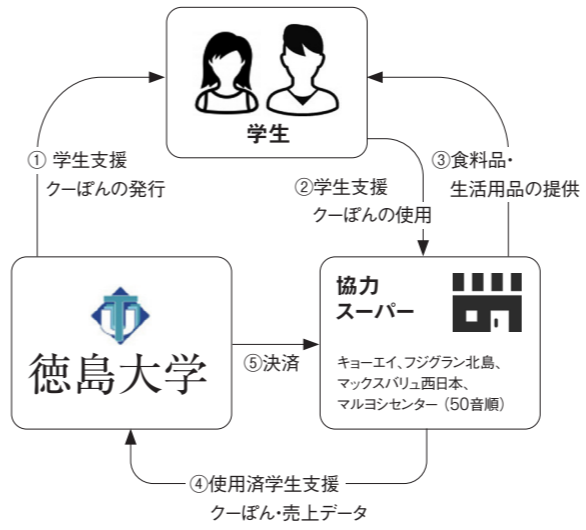 学生
① 学生支援
クーぽんの発行
②学生支援
クーぽんの使用
③食料品・
生活用品の提供
徳島大学
⑤決済
協力
スーパー
キョーエイ、フジグラン北島、
マックスバリュ西日本、
マルヨシセンター（50音順）
④使用済学生支援
クーぽん・売上データ